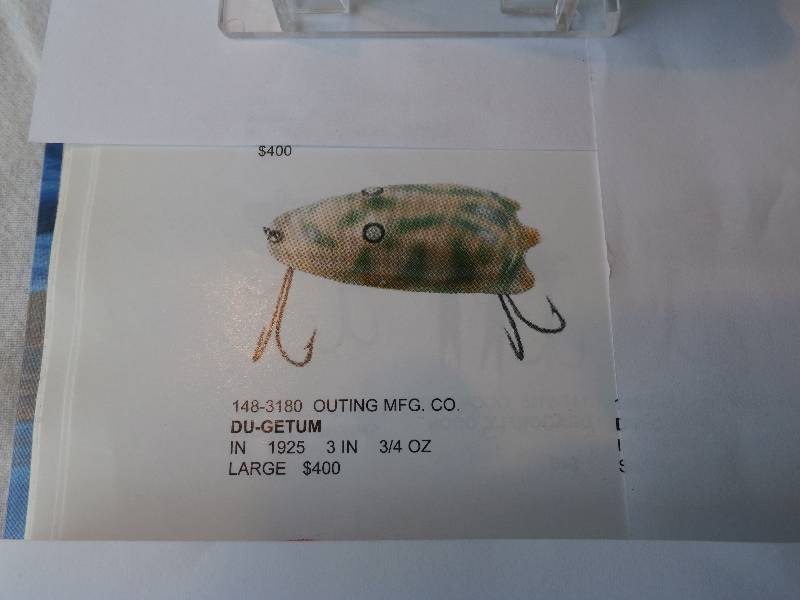 $400
148-3180 OUTING MFG. CO.
DU-GETUM
IN 1925 3 IN 3/4 OZ
LARGE $400